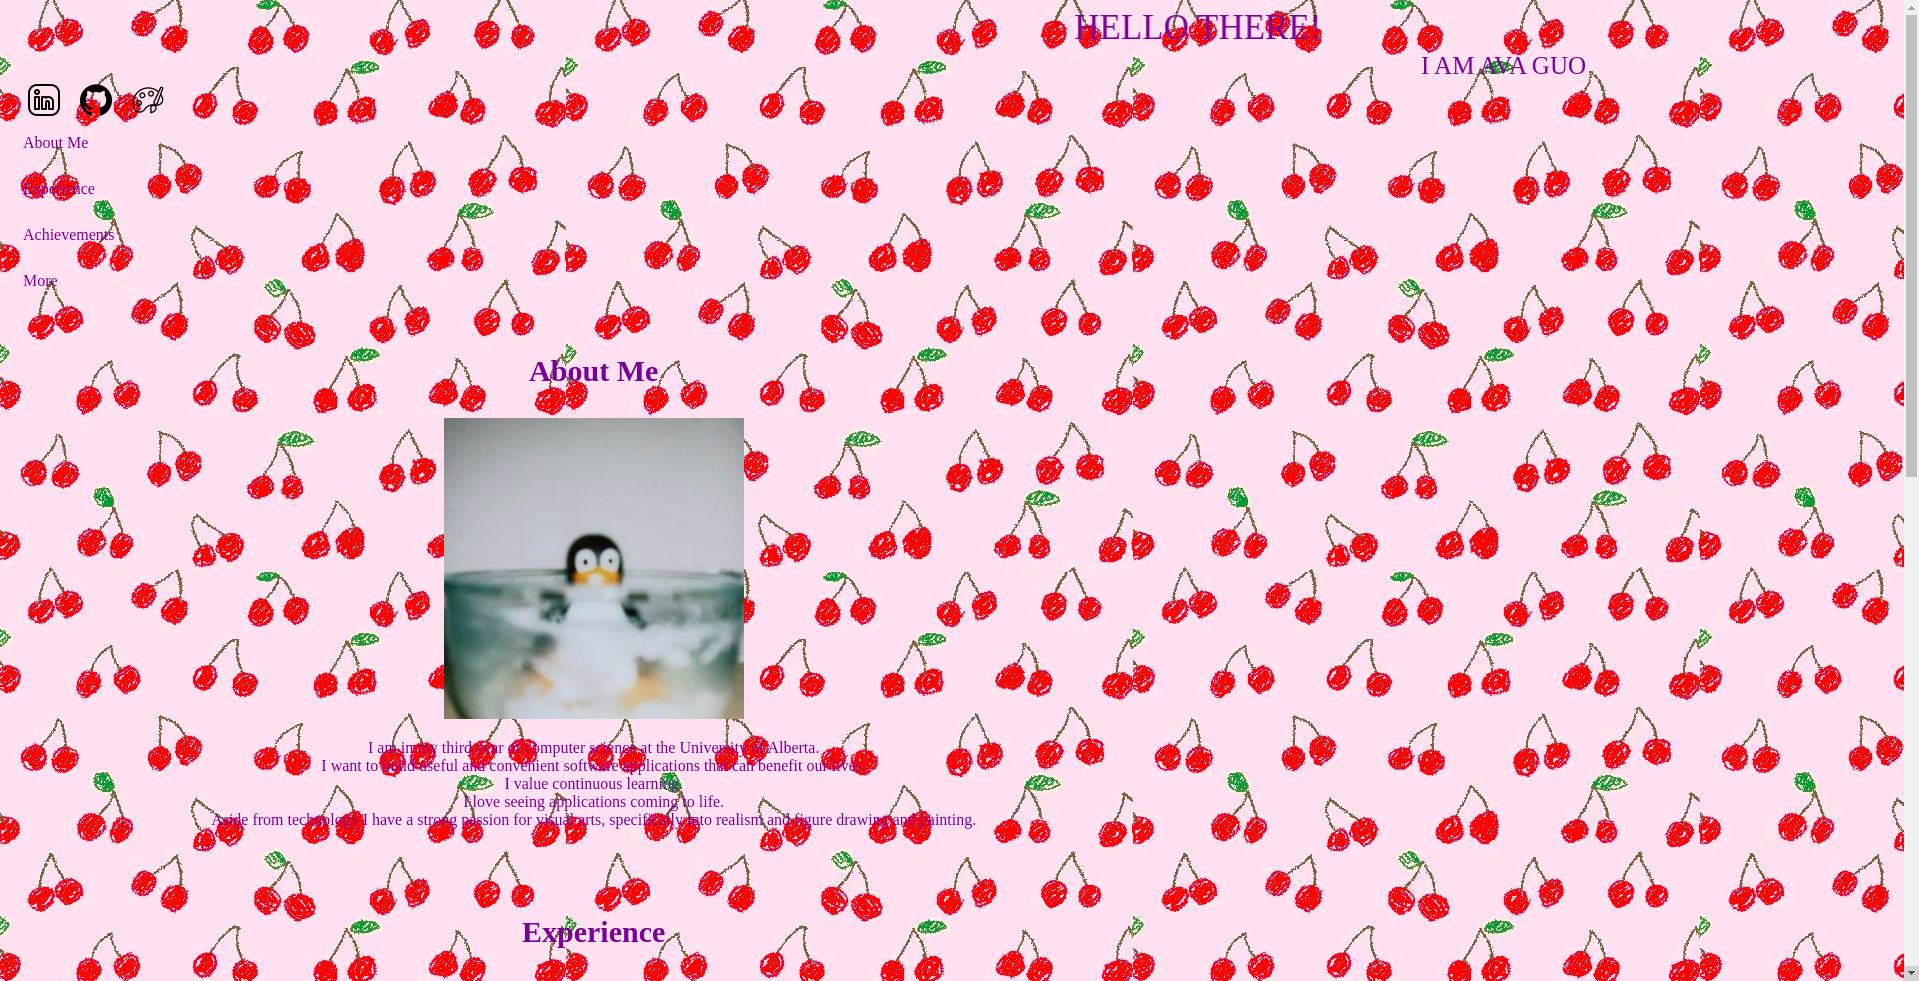 HELLO THERE!
I AM AVA GUO
About Me
Experience
Achievements
More
About Me
I am in my third year of computer science at the University of Alberta.
I want to build useful and convenient software applications that can benefit our lives.
I value continuous learning.
I love seeing applications coming to life.
Aside from technology, I have a strong passion for visual arts, specifically into realism and figure drawing and painting.
Experience